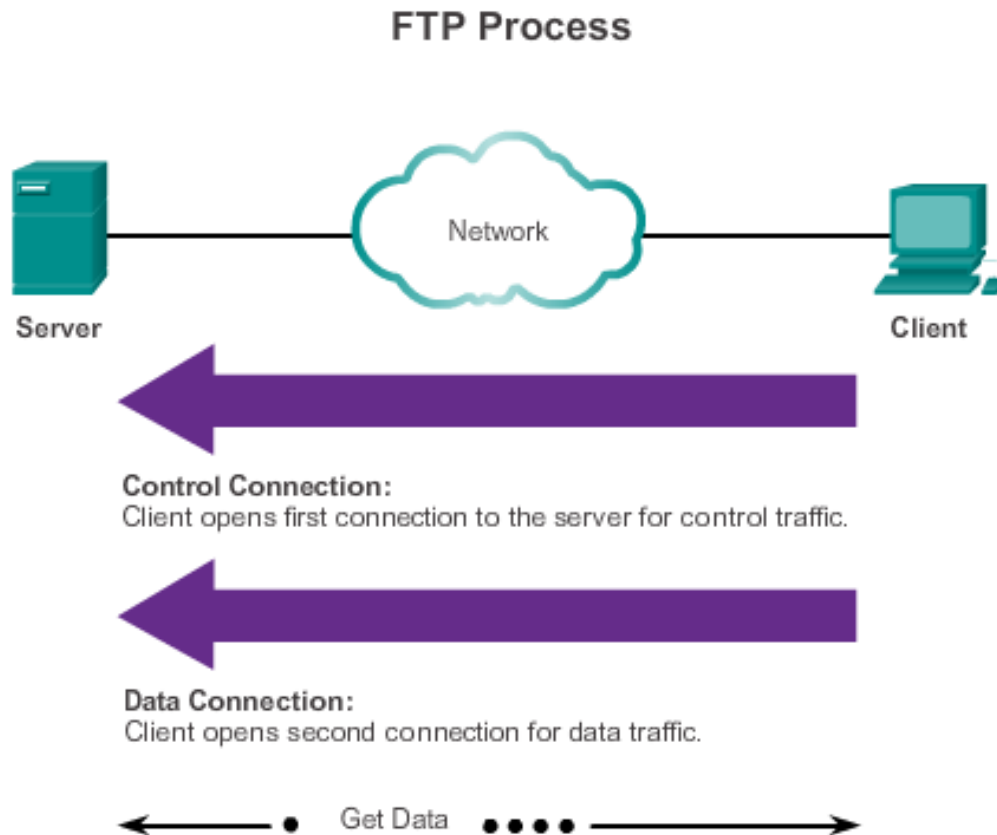 FTP Process
Network
Server
Client
Control Connection:
Client opens first connection to the server for control traffic.
Data Connection:
Client opens second connection for data traffic.
Get Data